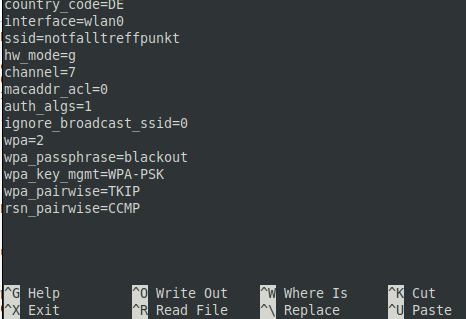 country_code=DE
interface=wlan0
ssid=notfalltreffpunkt
hw_mode=g
channel=7
macaddr_acl=0
auth_algs=1
ignore_broadcast_ssid=0
wpa=2
wpa_passphrase=blackout
wpa_key_mgmt=WPA-PSK
wpa_pairwise=TKIP
rsn_pairwise=CCMP
^G Help ^O Write Out ^W Where Is ^K Cut
^X Exit ^R Read File ^\ Replace ^U Paste